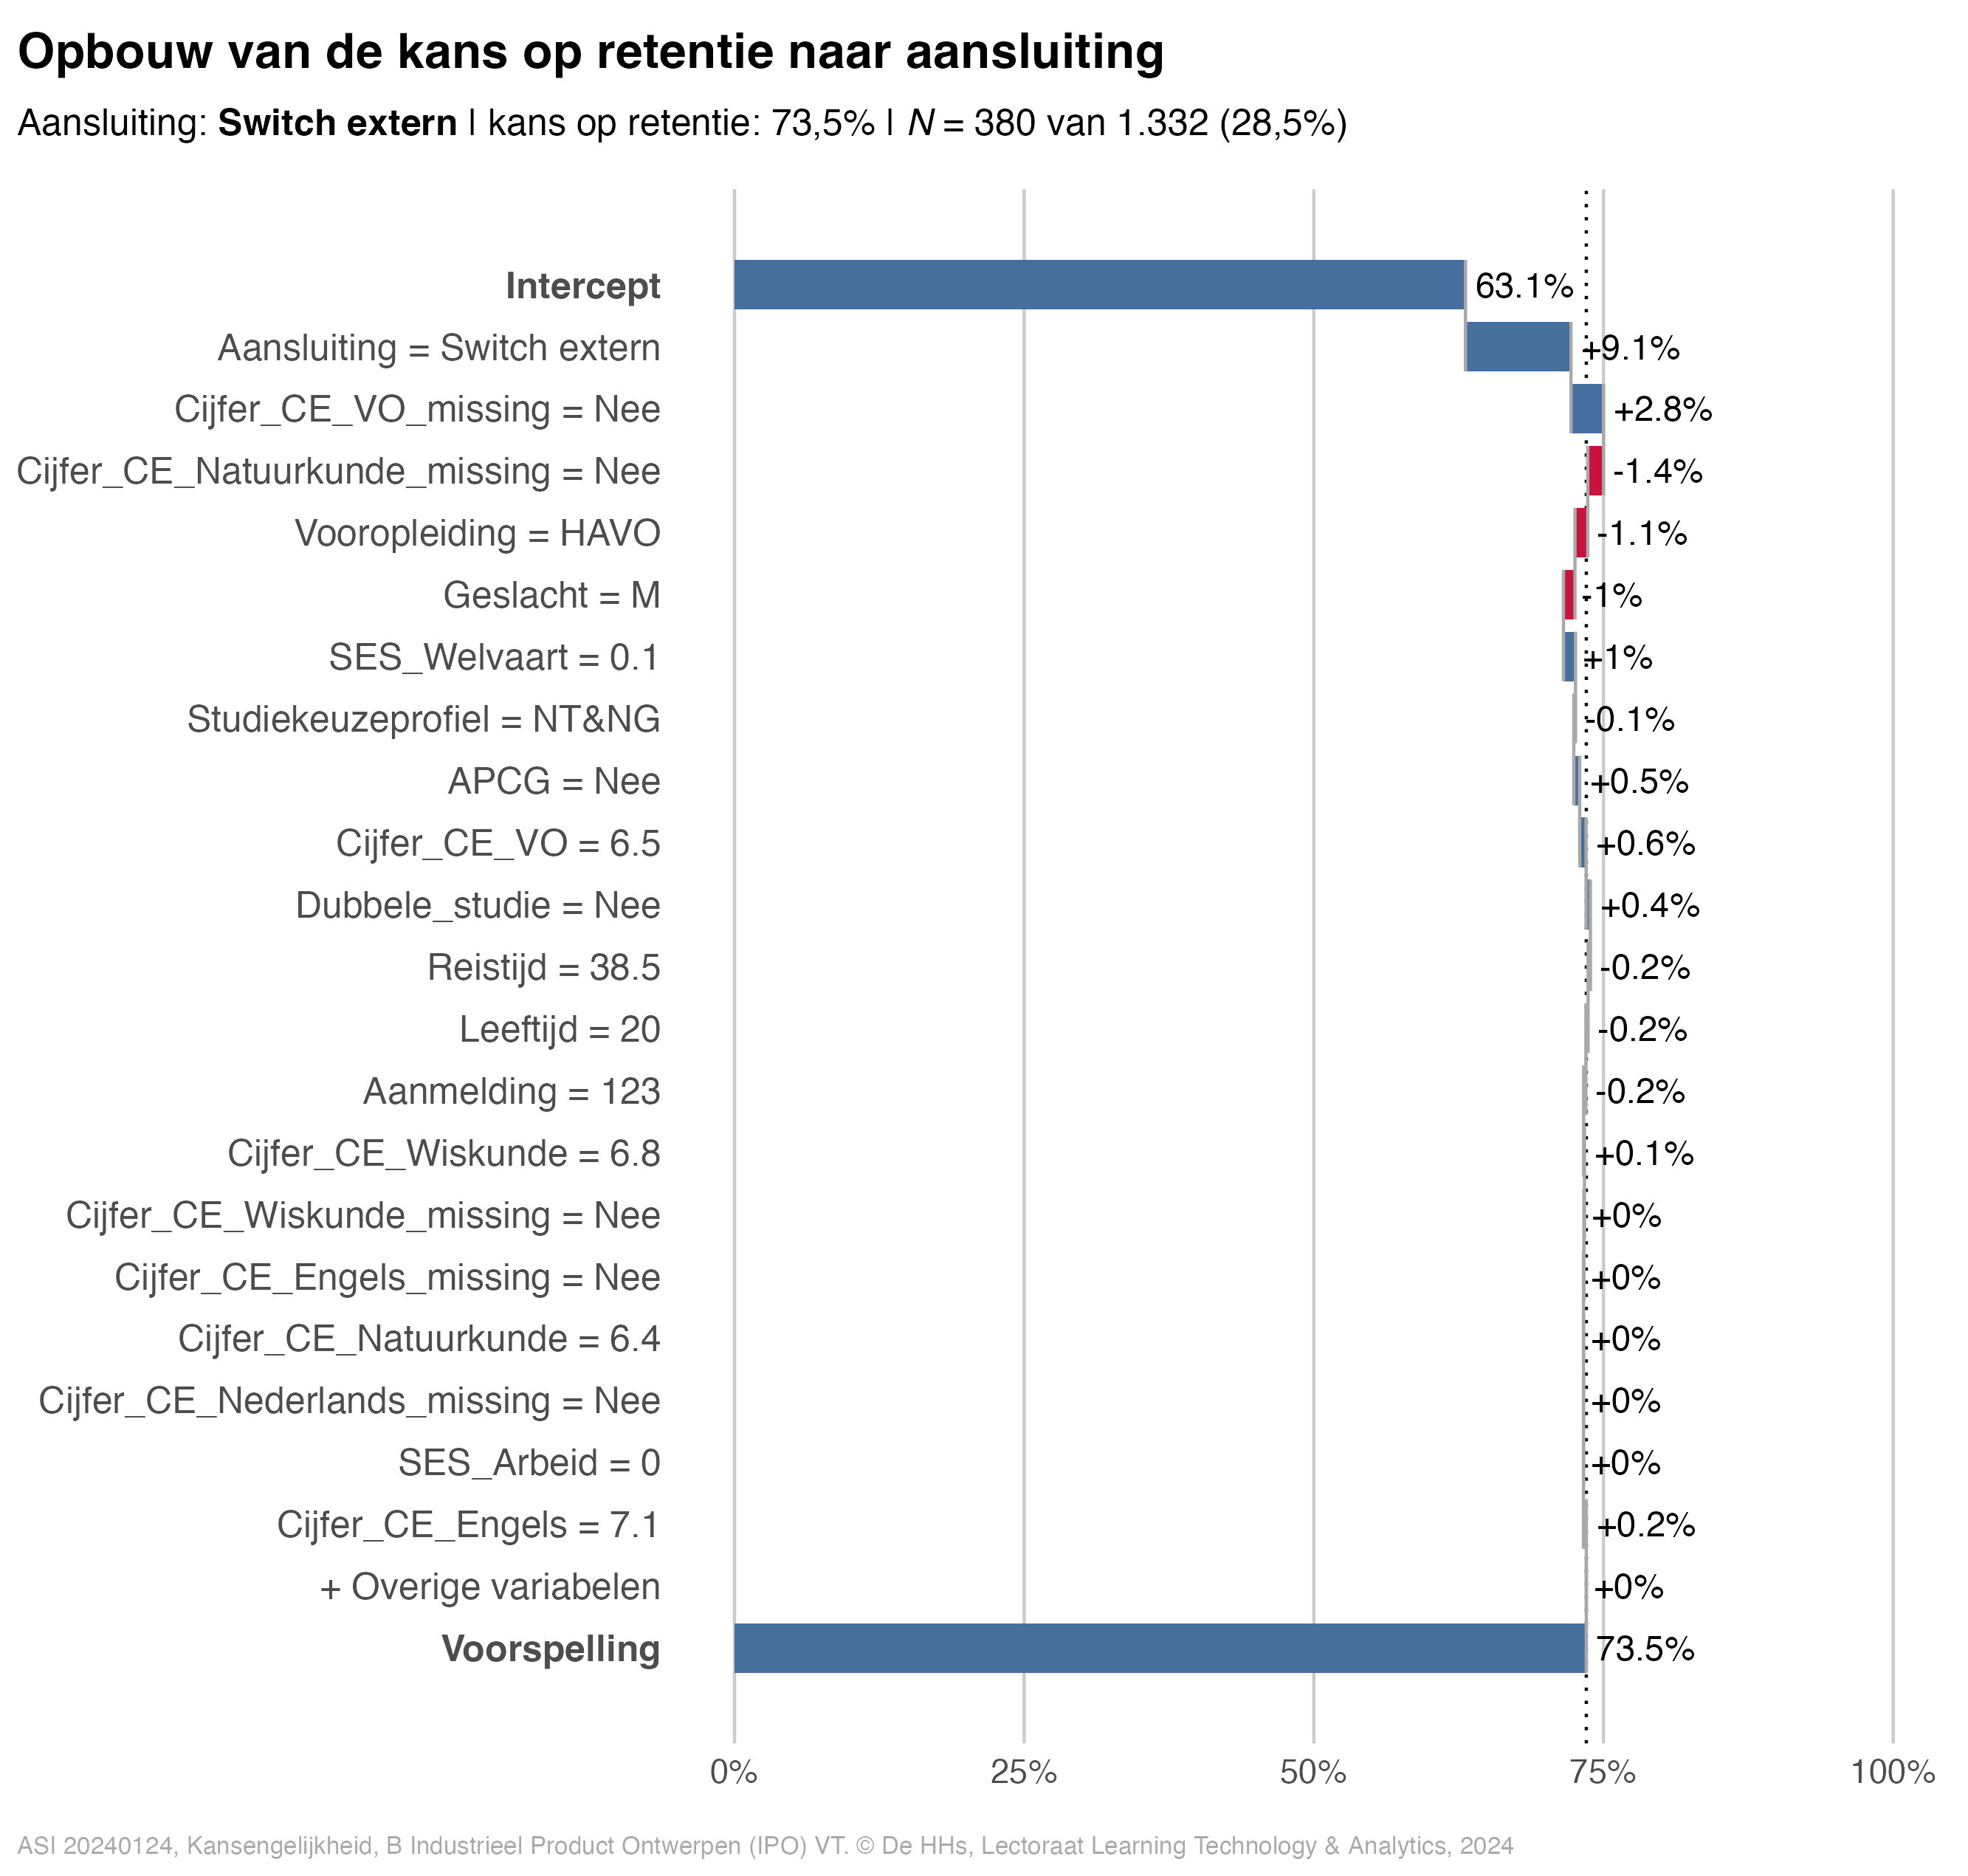 Opbouw van de kans op retentie naar aansluiting
Aansluiting: Switch extern | kans op retentie: 73,5% | N = 380 van 1.332 (28,5%)
Intercept 63.1%
Aansluiting = Switch extern +9.1%
Cijfer_CE_VO_missing = Nee +2.8%
Cijfer_CE_Natuurkunde_missing = Nee -1.4%
Vooropleiding = HAVO -1.1%
Geslacht = M -1%
SES_Welvaart = 0.1 +1%
Studiekeuzeprofiel = NT&NG -0.1%
APCG = Nee +0.5%
Cijfer_CE_VO = 6.5 +0.6%
Dubbele_studie = Nee +0.4%
Reistijd = 38.5 -0.2%
Leeftijd = 20 -0.2%
Aanmelding = 123 -0.2%
Cijfer_CE_Wiskunde = 6.8 +0.1%
Cijfer_CE_Wiskunde_missing = Nee +0%
Cijfer_CE_Engels_missing = Nee +0%
Cijfer_CE_Natuurkunde = 6.4 +0%
Cijfer_CE_Nederlands_missing = Nee +0%
SES_Arbeid = 0 +0%
Cijfer_CE_Engels = 7.1 +0.2%
+ Overige variabelen +0%
Voorspelling 73.5%
0% 25% 50% 75% 100%
ASI 20240124, Kansengelijkheid, B Industrieel Product Ontwerpen (IPO) VT. © De HHs, Lectoraat Learning Technology & Analytics, 2024